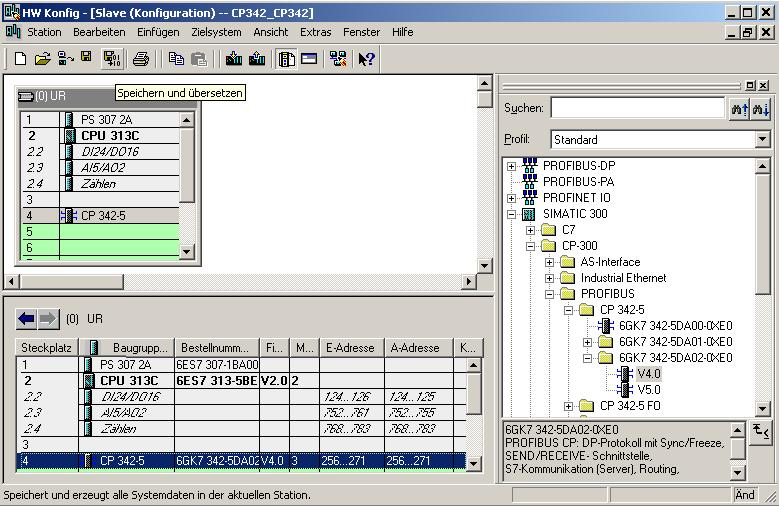 HW Konfig - [Slave (Konfiguration) -- CP342_CP342]
Station Bearbeiten Einfügen Zielsystem Ansicht Extras Fenster Hilfe
Speichern und übersetzen
(0) UR
1 PS 307 2A
2 CPU 313C
2.2 DI24/DO16
2.3 AI5/AO2
2.4 Zählen
3
4 CP 342-5
5
6
Suchen:
Profil: Standard
PROFIBUS-DP
PROFIBUS-PA
PROFINET IO
SIMATIC 300
C7
CP-300
AS-Interface
Industrial Ethernet
PROFIBUS
CP 342-5
6GK7 342-5DA00-0XE0
6GK7 342-5DA01-0XE0
6GK7 342-5DA02-0XE0
V4.0
V5.0
CP 342-5 FO
(0) UR
Steckplatz Baugrupp... Bestellnumm... Fi... M... E-Adresse A-Adresse K...
1 PS 307 2A 6ES7 307-1BA00
2 CPU 313C 6ES7 313-5BE V2.0 2
2.2 DI24/DO16 124...126 124...125
2.3 AI5/AO2 752...761 752...755
2.4 Zählen 768...783 768...783
3
4 CP 342-5 6GK7 342-5DA02 V4.0 3 256...271 256...271
6GK7 342-5DA02-0XE0
PROFIBUS CP: DP-Protokoll mit Sync/Freeze,
SEND/RECEIVE- Schnittstelle,
S7-Kommunikation (Server), Routing,
Speichert und erzeugt alle Systemdaten in der aktuellen Station.
Änd